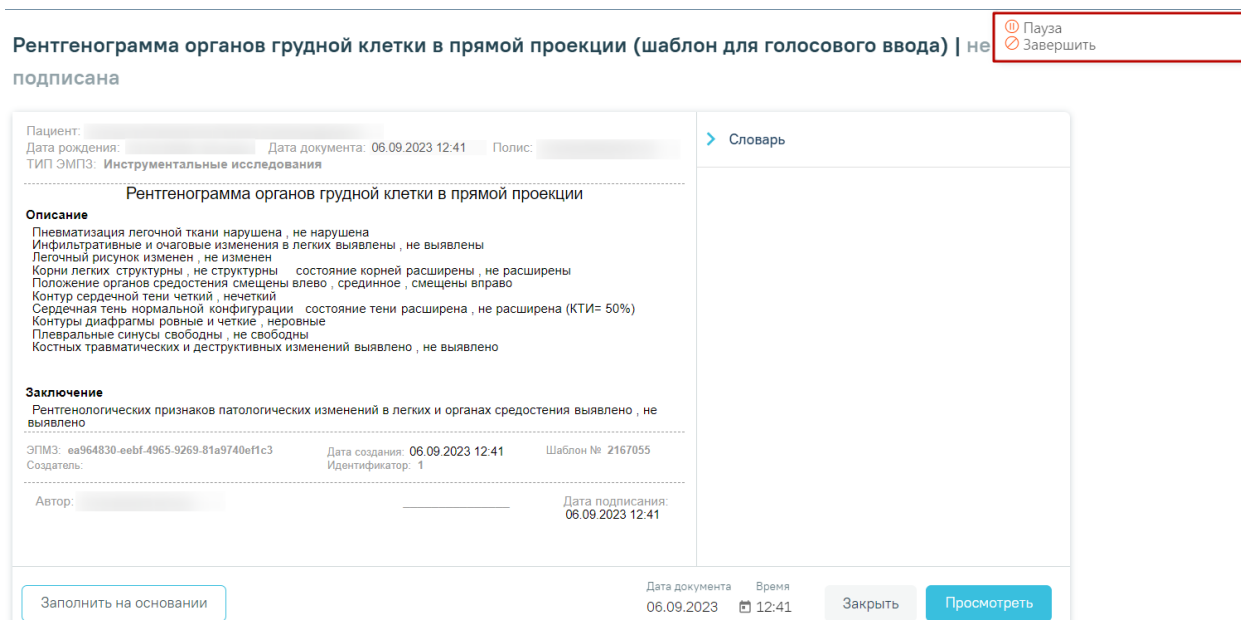 Пауза
Завершить
Рентгенограмма органов грудной клетки в прямой проекции (шаблон для голосового ввода) | не
подписана
Пациент:
Дата рождения: Дата документа: 06.09.2023 12:41 Полис:
ТИП ЭМПЗ: Инструментальные исследования
Словарь
Рентгенограмма органов грудной клетки в прямой проекции
Описание
Пневматизация легочной ткани нарушена , не нарушена
Инфильтративные и очаговые изменения в легких выявлены , не выявлены
Легочный рисунок изменен , не изменен
Корни легких структурны , не структурны состояние корней расширены , не расширены
Положение органов средостения смещены влево , срединное , смещены вправо
Контур сердечной тени четкий , нечеткий
Сердечная тень нормальной конфигурации состояние тени расширена , не расширена (КТИ= 50%)
Контуры диафрагмы ровные и четкие , неровные
Плевральные синусы свободны , не свободны
Костных травматических и деструктивных изменений выявлено , не выявлено
Заключение
Рентгенологических признаков патологических изменений в легких и органах средостения выявлено , не
выявлено
ЭПМЗ: ea964830-eebf-4965-9269-81a9740ef1c3 Дата создания: 06.09.2023 12:41 Шаблон № 2167055
Создатель: Идентификатор: 1
Автор: Дата подписания:
06.09.2023 12:41
Заполнить на основании
Дата документа Время
06.09.2023 12:41
Закрыть
Просмотреть